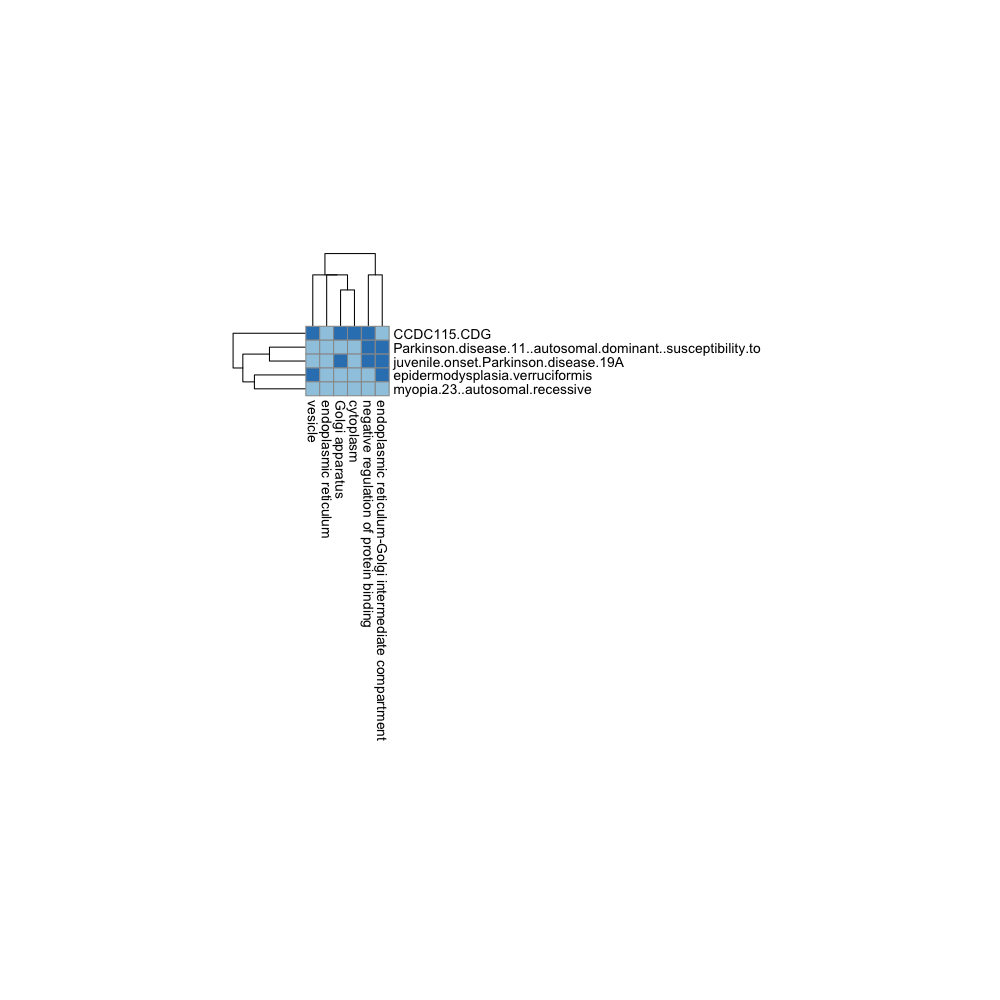 CCDC115.CDG
Parkinson.disease.11..autosomal.dominant..susceptibility.to
juvenile.onset.Parkinson.disease.19A
epidermodysplasia.verruciformis
myopia.23..autosomal.recessive
vesicle
endoplasmic reticulum
Golgi apparatus
cytoplasm
negative regulation of protein binding
endoplasmic reticulum-Golgi intermediate compartment